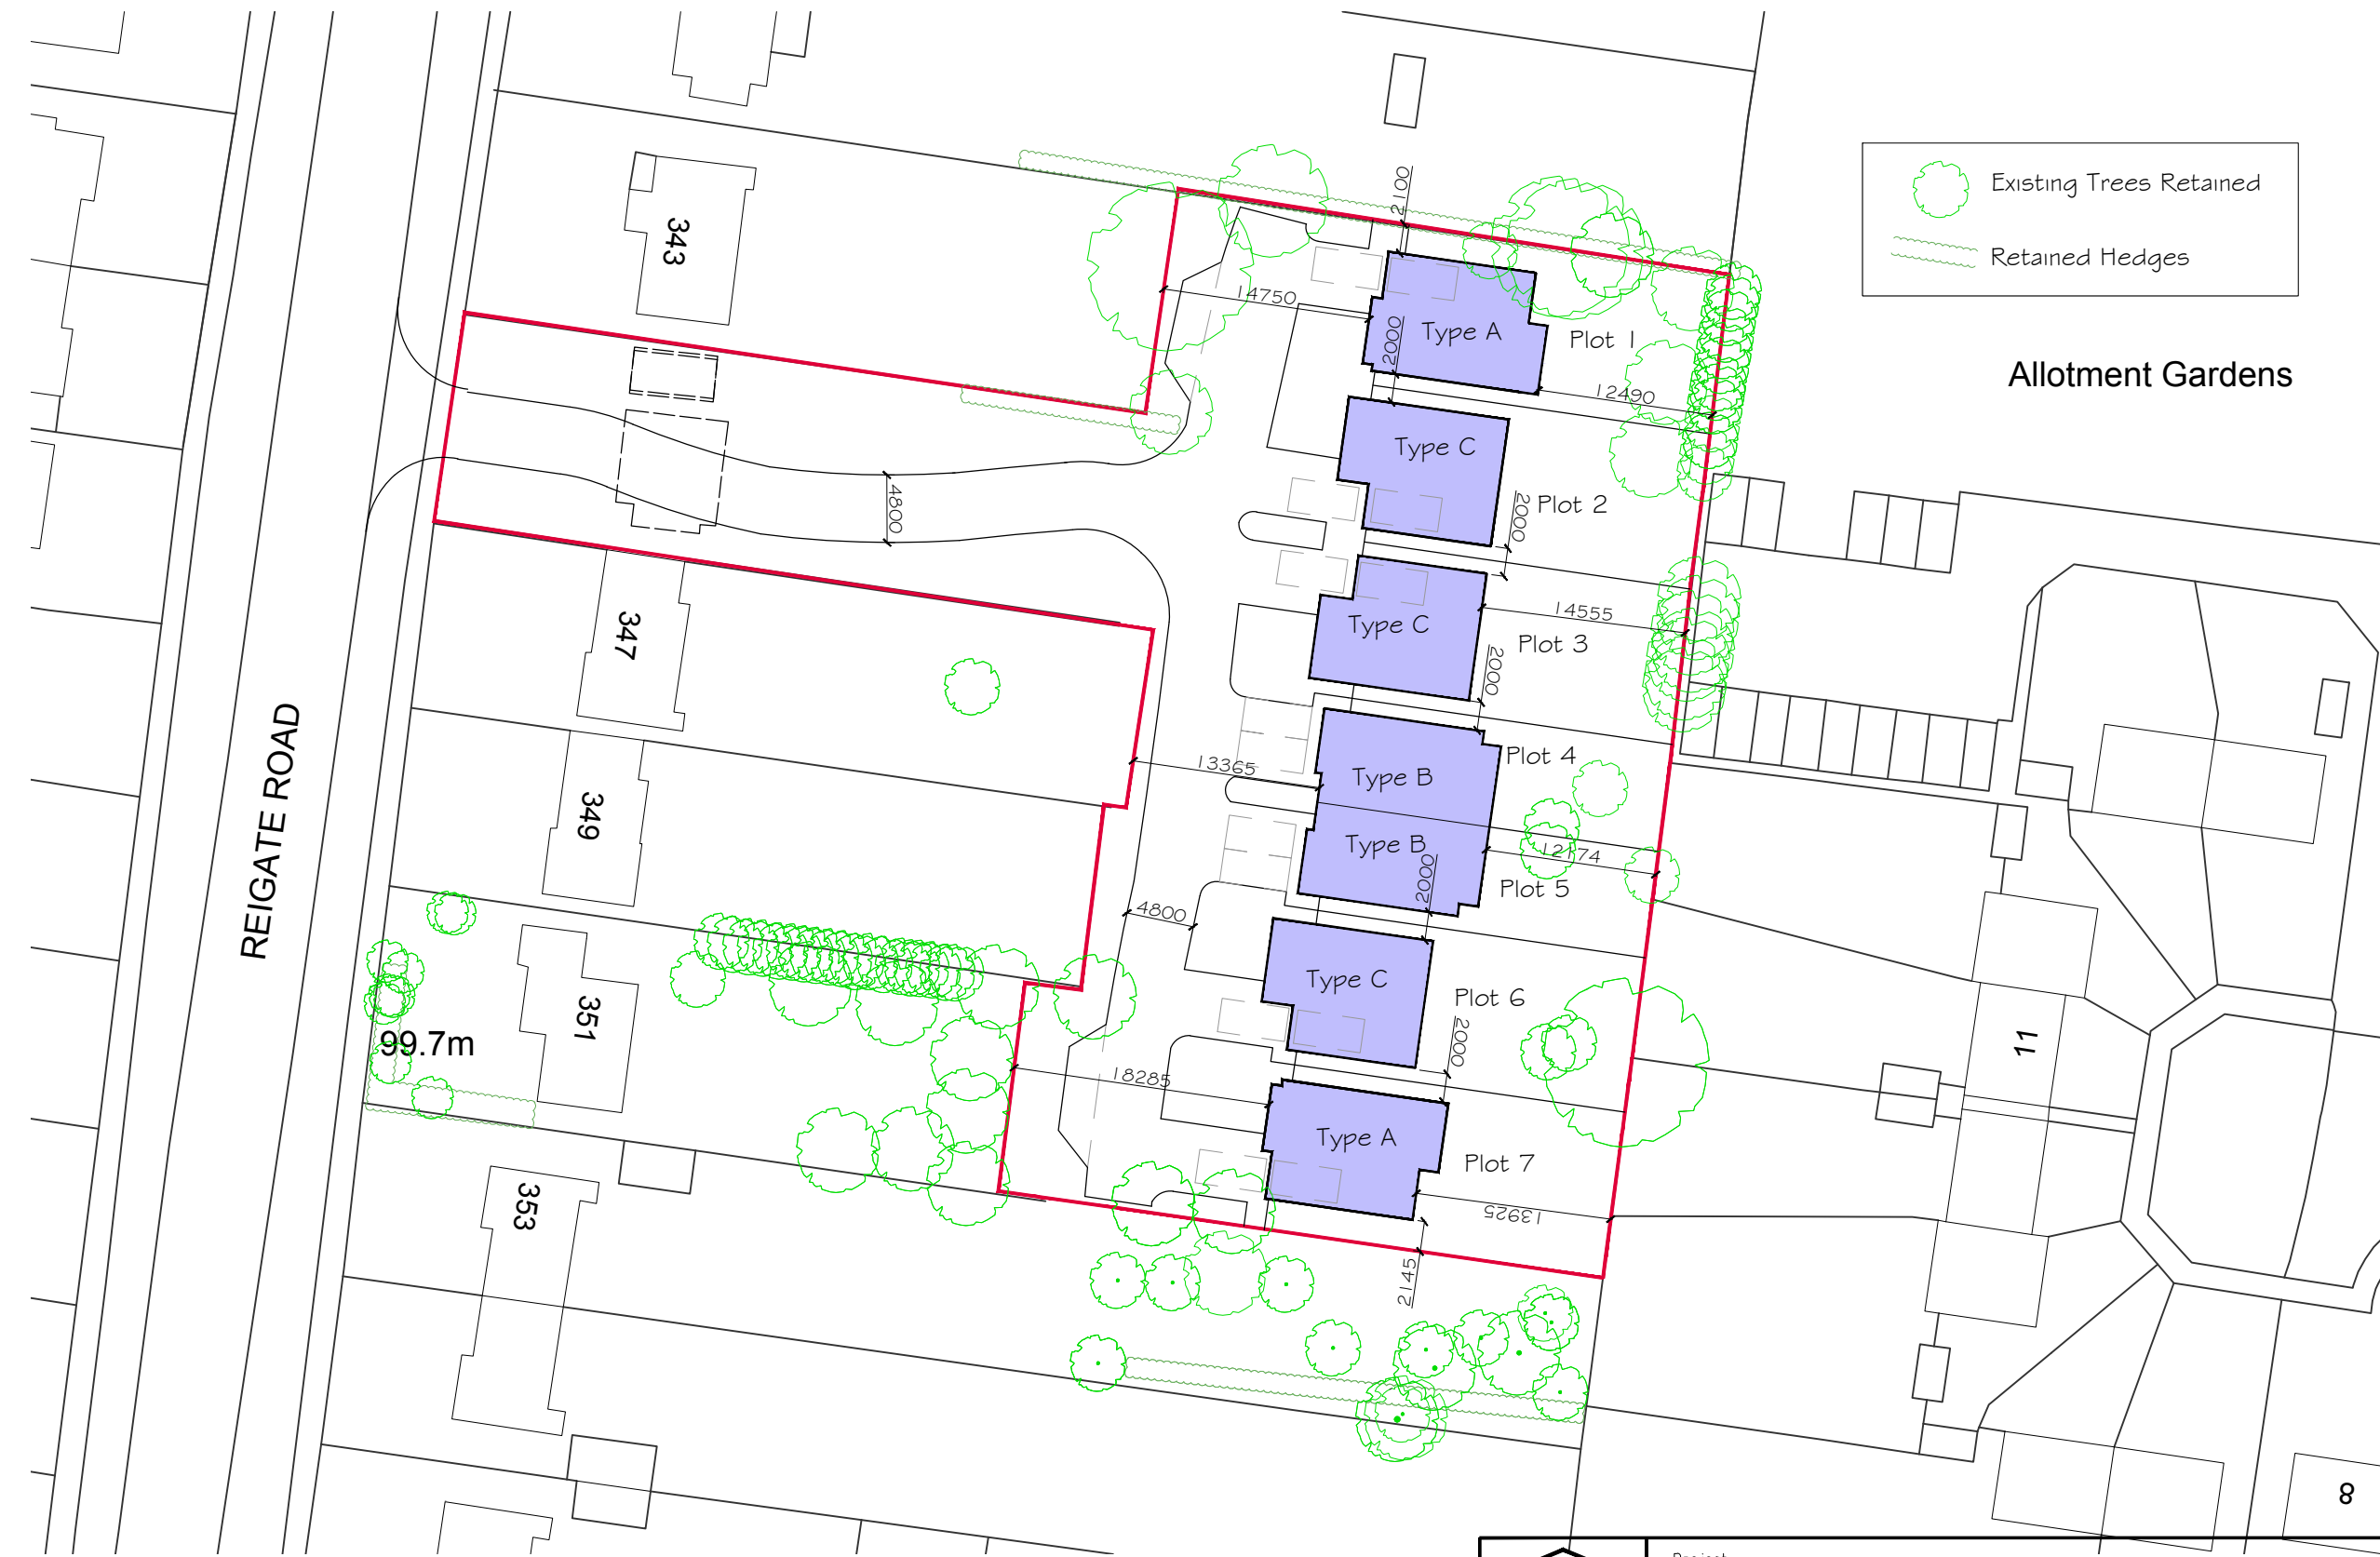 Existing Trees Retained
Retained Hedges
Allotment Gardens
REIGATE ROAD
343
347
349
351
353
99.7m
11
8
2100
14750
Type A
Plot 1
2000
12490
Type C
Plot 2
2000
4800
Type C
Plot 3
14555
2000
Type B
Plot 4
13365
Type B
Plot 5
12174
2000
4800
Type C
Plot 6
2000
18285
Type A
Plot 7
13925
2145
Project